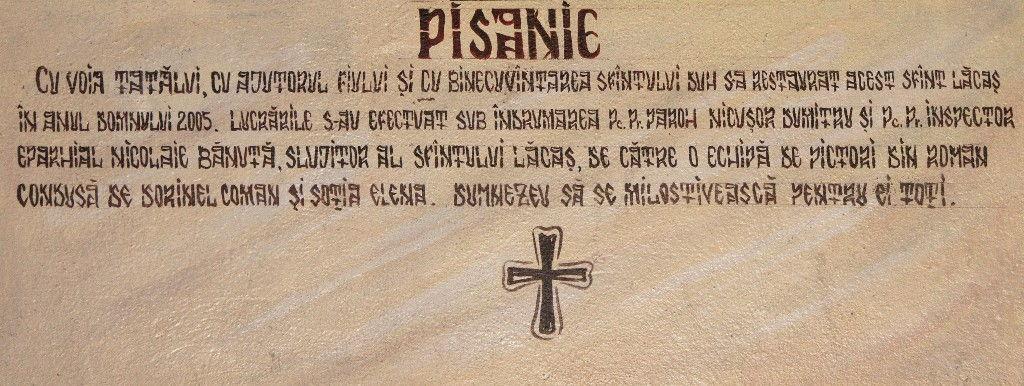 PISANIE
CU VOIA TATĂLUI, CU AJUTORUL FIULUI ȘI CU BINECUVÎNTAREA SFÎNTULUI DUH SA RESTAURAT ACEST SFÎNT LĂCAȘ
ÎN ANUL DOMNULUI 2005. LUCRĂRILE S-AU EFECTUAT SUB ÎNDRUMAREA P.C. PR. PAROH NICUȘOR DUMITRU ȘI P.C. PR. INSPECTOR
EPARHIAL NICOLAIE BĂNUȚĂ, SLUJITOR AL SFÎNTULUI LĂCAȘ, DE CĂTRE O ECHIPĂ DE PICTORI DIN ROMAN
CONDUSĂ DE DORINEL COMAN ȘI SOȚIA ELENA. DUMNEZEU SĂ SE MILOSTIVEASCĂ PENTRU EI TOȚI.